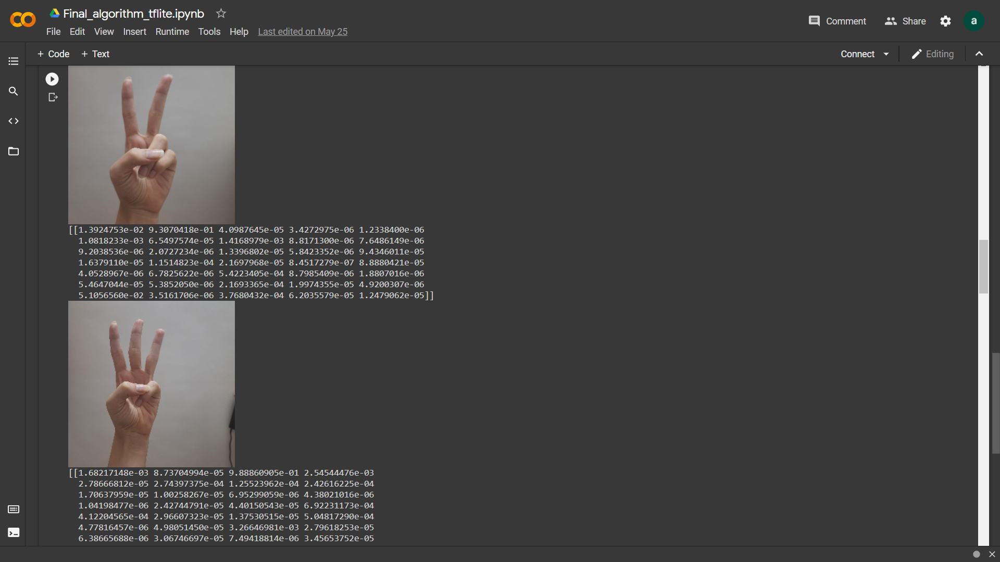 Final_algorithm_tflite.ipynb
File Edit View Insert Runtime Tools Help Last edited on May 25
Comment Share a
+ Code + Text
Connect Editing
[[1.3924753e-02 9.3070418e-01 4.0987645e-05 3.4272975e-06 1.2338400e-06
1.0818233e-03 6.5497574e-05 1.4168979e-03 8.8171300e-06 7.6486149e-06
9.2038536e-06 2.0727234e-06 1.3396802e-05 5.8423352e-06 9.4346011e-05
1.6379110e-05 1.1514823e-04 2.1697968e-05 8.4517279e-07 8.8880421e-05
4.0528967e-06 6.7825622e-06 5.4223405e-04 8.7985409e-06 1.8807016e-06
5.4647044e-05 5.3852050e-06 2.1693365e-04 1.9974355e-05 4.9200307e-06
5.1056560e-02 3.5161706e-06 3.7680432e-04 6.2035579e-05 1.2479062e-05]]
[[1.68217148e-03 8.73704994e-05 9.88860905e-01 2.54544476e-03
2.78666812e-05 2.74397375e-04 1.25523962e-04 2.42616225e-04
1.70637959e-05 1.00258267e-05 6.95299059e-06 4.38021016e-06
1.04198477e-06 2.42744791e-05 4.40150543e-05 6.92231173e-04
4.12204565e-04 2.96607323e-05 1.37530515e-05 5.04817290e-04
4.77816457e-06 4.98051450e-05 3.26646981e-03 2.79618253e-05
6.38665688e-06 3.06746697e-05 7.49418814e-06 3.45653752e-05